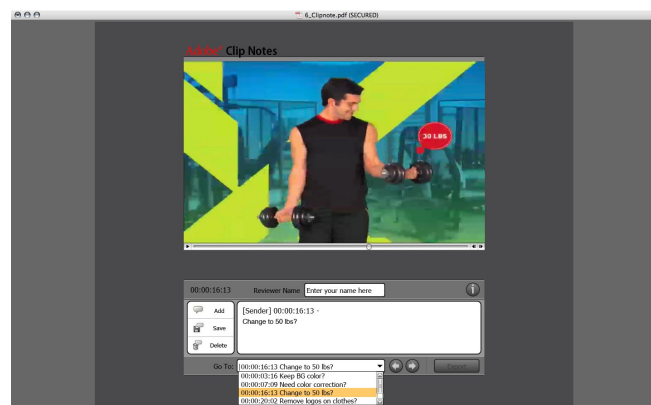 6_Clipnote.pdf (SECURED)
Adobe® Clip Notes
30 LBS
00:00:16:13 Reviewer Name Enter your name here
Add
Save
Delete
[Sender] 00:00:16:13 -
Change to 50 lbs?
Go To: 00:00:16:13 Change to 50 lbs? Export
00:00:03:16 Keep BG color?
00:00:07:09 Need color correction?
00:00:16:13 Change to 50 lbs?
00:00:20:02 Remove logos on clothes?